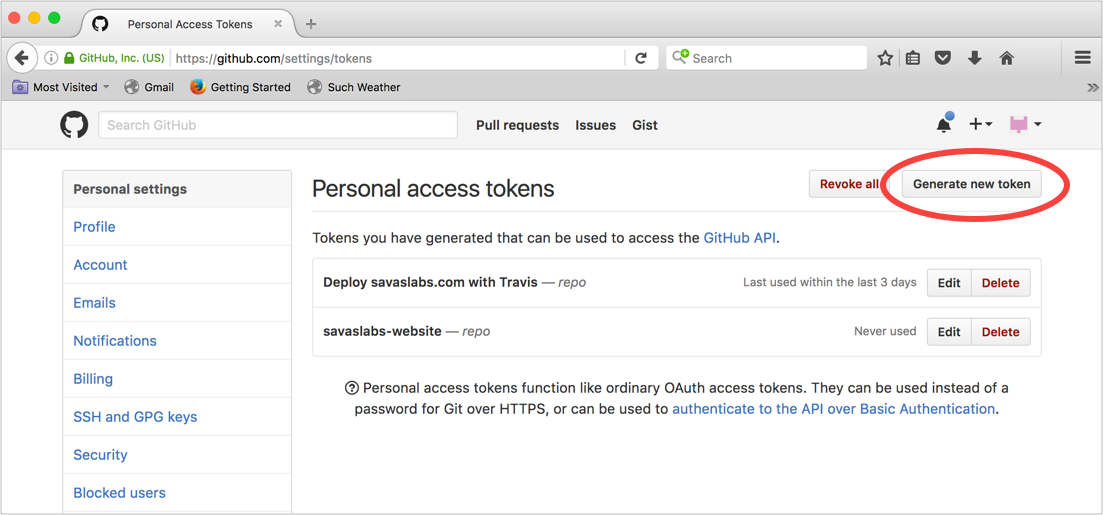 Personal Access Tokens
GitHub, Inc. (US) https://github.com/settings/tokens Search
Most Visited Gmail Getting Started Such Weather
Search GitHub Pull requests Issues Gist
Personal settings
Profile
Account
Emails
Notifications
Billing
SSH and GPG keys
Security
Blocked users
Personal access tokens Revoke all Generate new token
Tokens you have generated that can be used to access the GitHub API.
Deploy savaslabs.com with Travis — repo Last used within the last 3 days Edit Delete
savaslabs-website — repo Never used Edit Delete
Personal access tokens function like ordinary OAuth access tokens. They can be used instead of a
password for Git over HTTPS, or can be used to authenticate to the API over Basic Authentication.